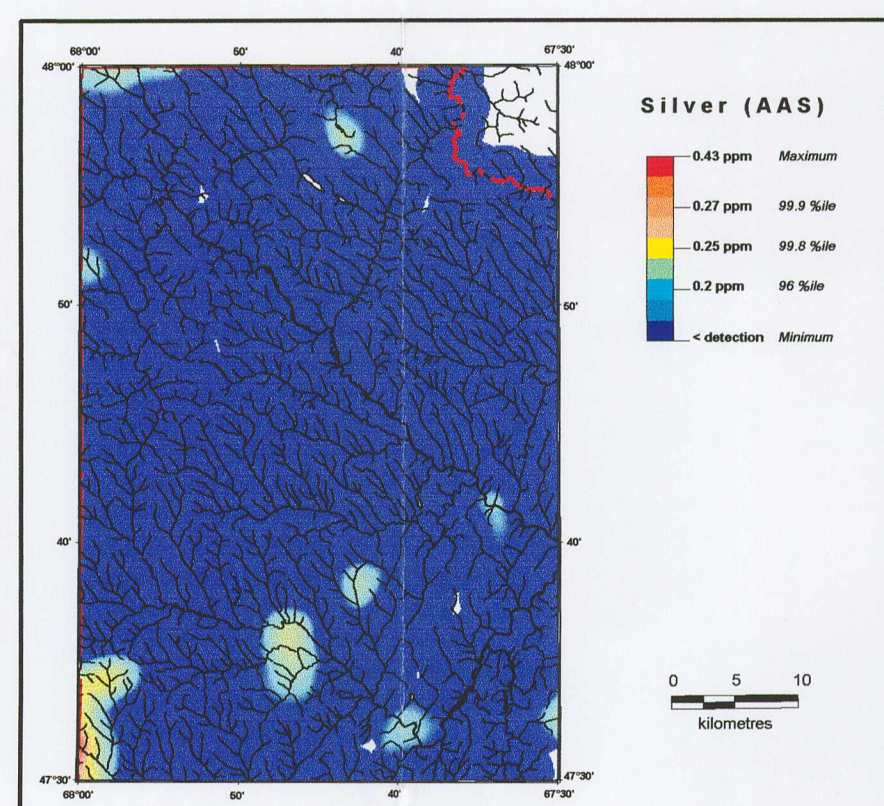 68°00' 50' 40' 67°30'
48°00' 48°00'
Silver (AAS)
0.43 ppm Maximum
0.27 ppm 99.9 %ile
0.25 ppm 99.8 %ile
0.2 ppm 96 %ile
< detection Minimum
50' 50'
40' 40'
0 5 10
kilometres
47°30' 47°30'
68°00' 50' 40' 67°30'